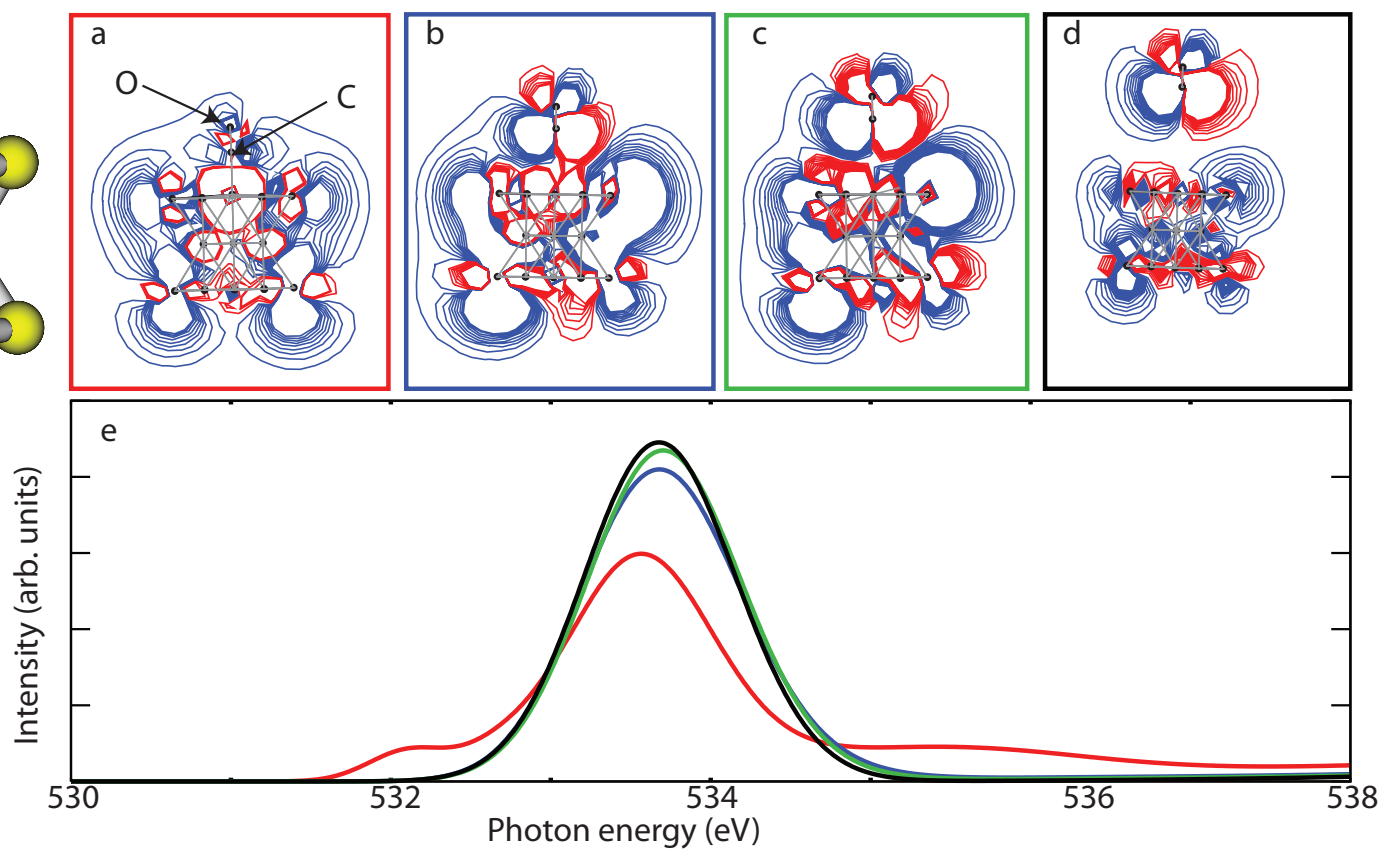 a
b
c
d
O
C
e
Intensity (arb. units)
530
532
534
536
538
Photon energy (eV)